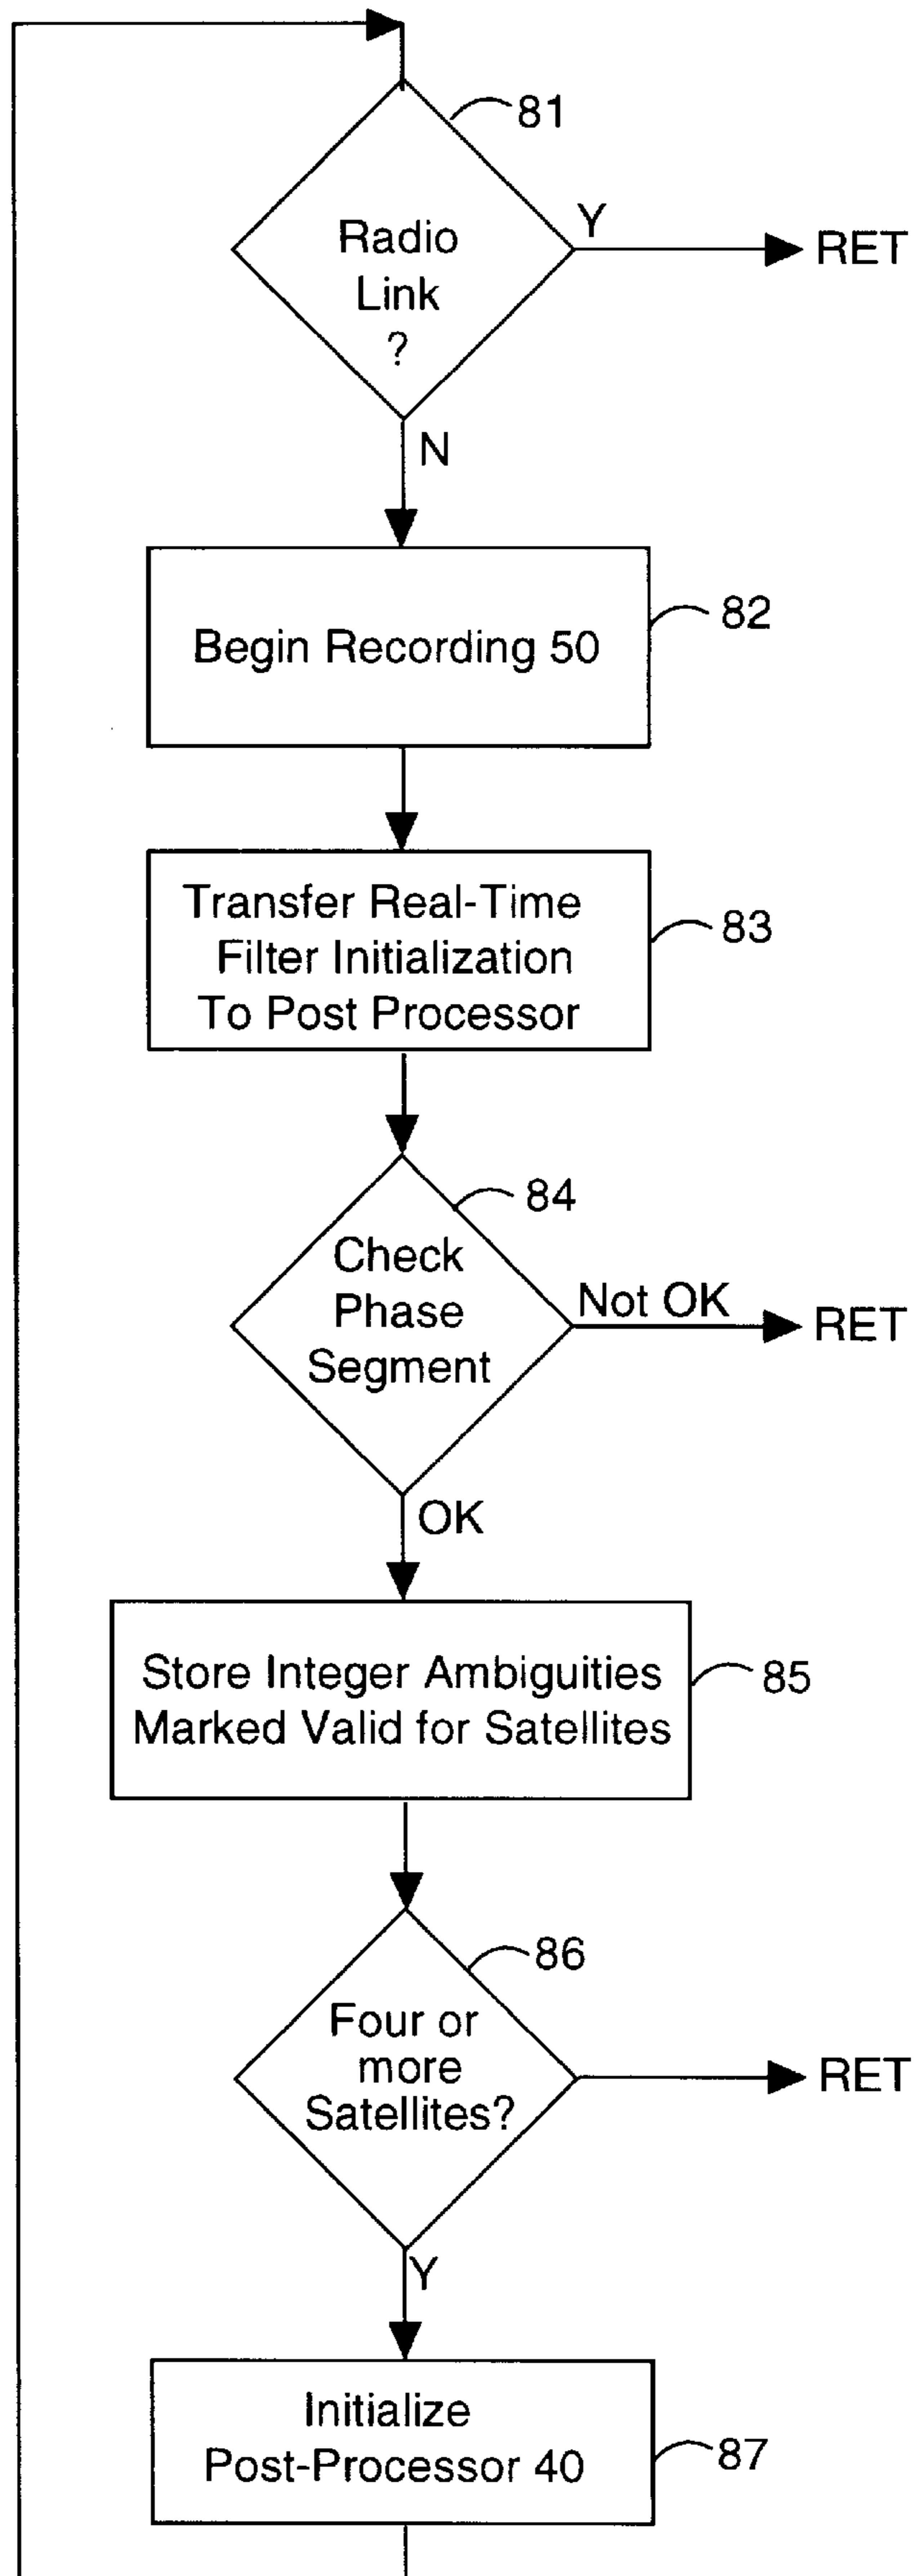 81
Radio
Link
?
Y
RET
N
Begin Recording 50
82
Transfer Real-Time
Filter Initialization
To Post Processor
83
84
Check
Phase
Segment
Not OK
RET
OK
Store Integer Ambiguities
Marked Valid for Satellites
85
86
Four or
more
Satellites?
RET
Y
Initialize
Post-Processor 40
87